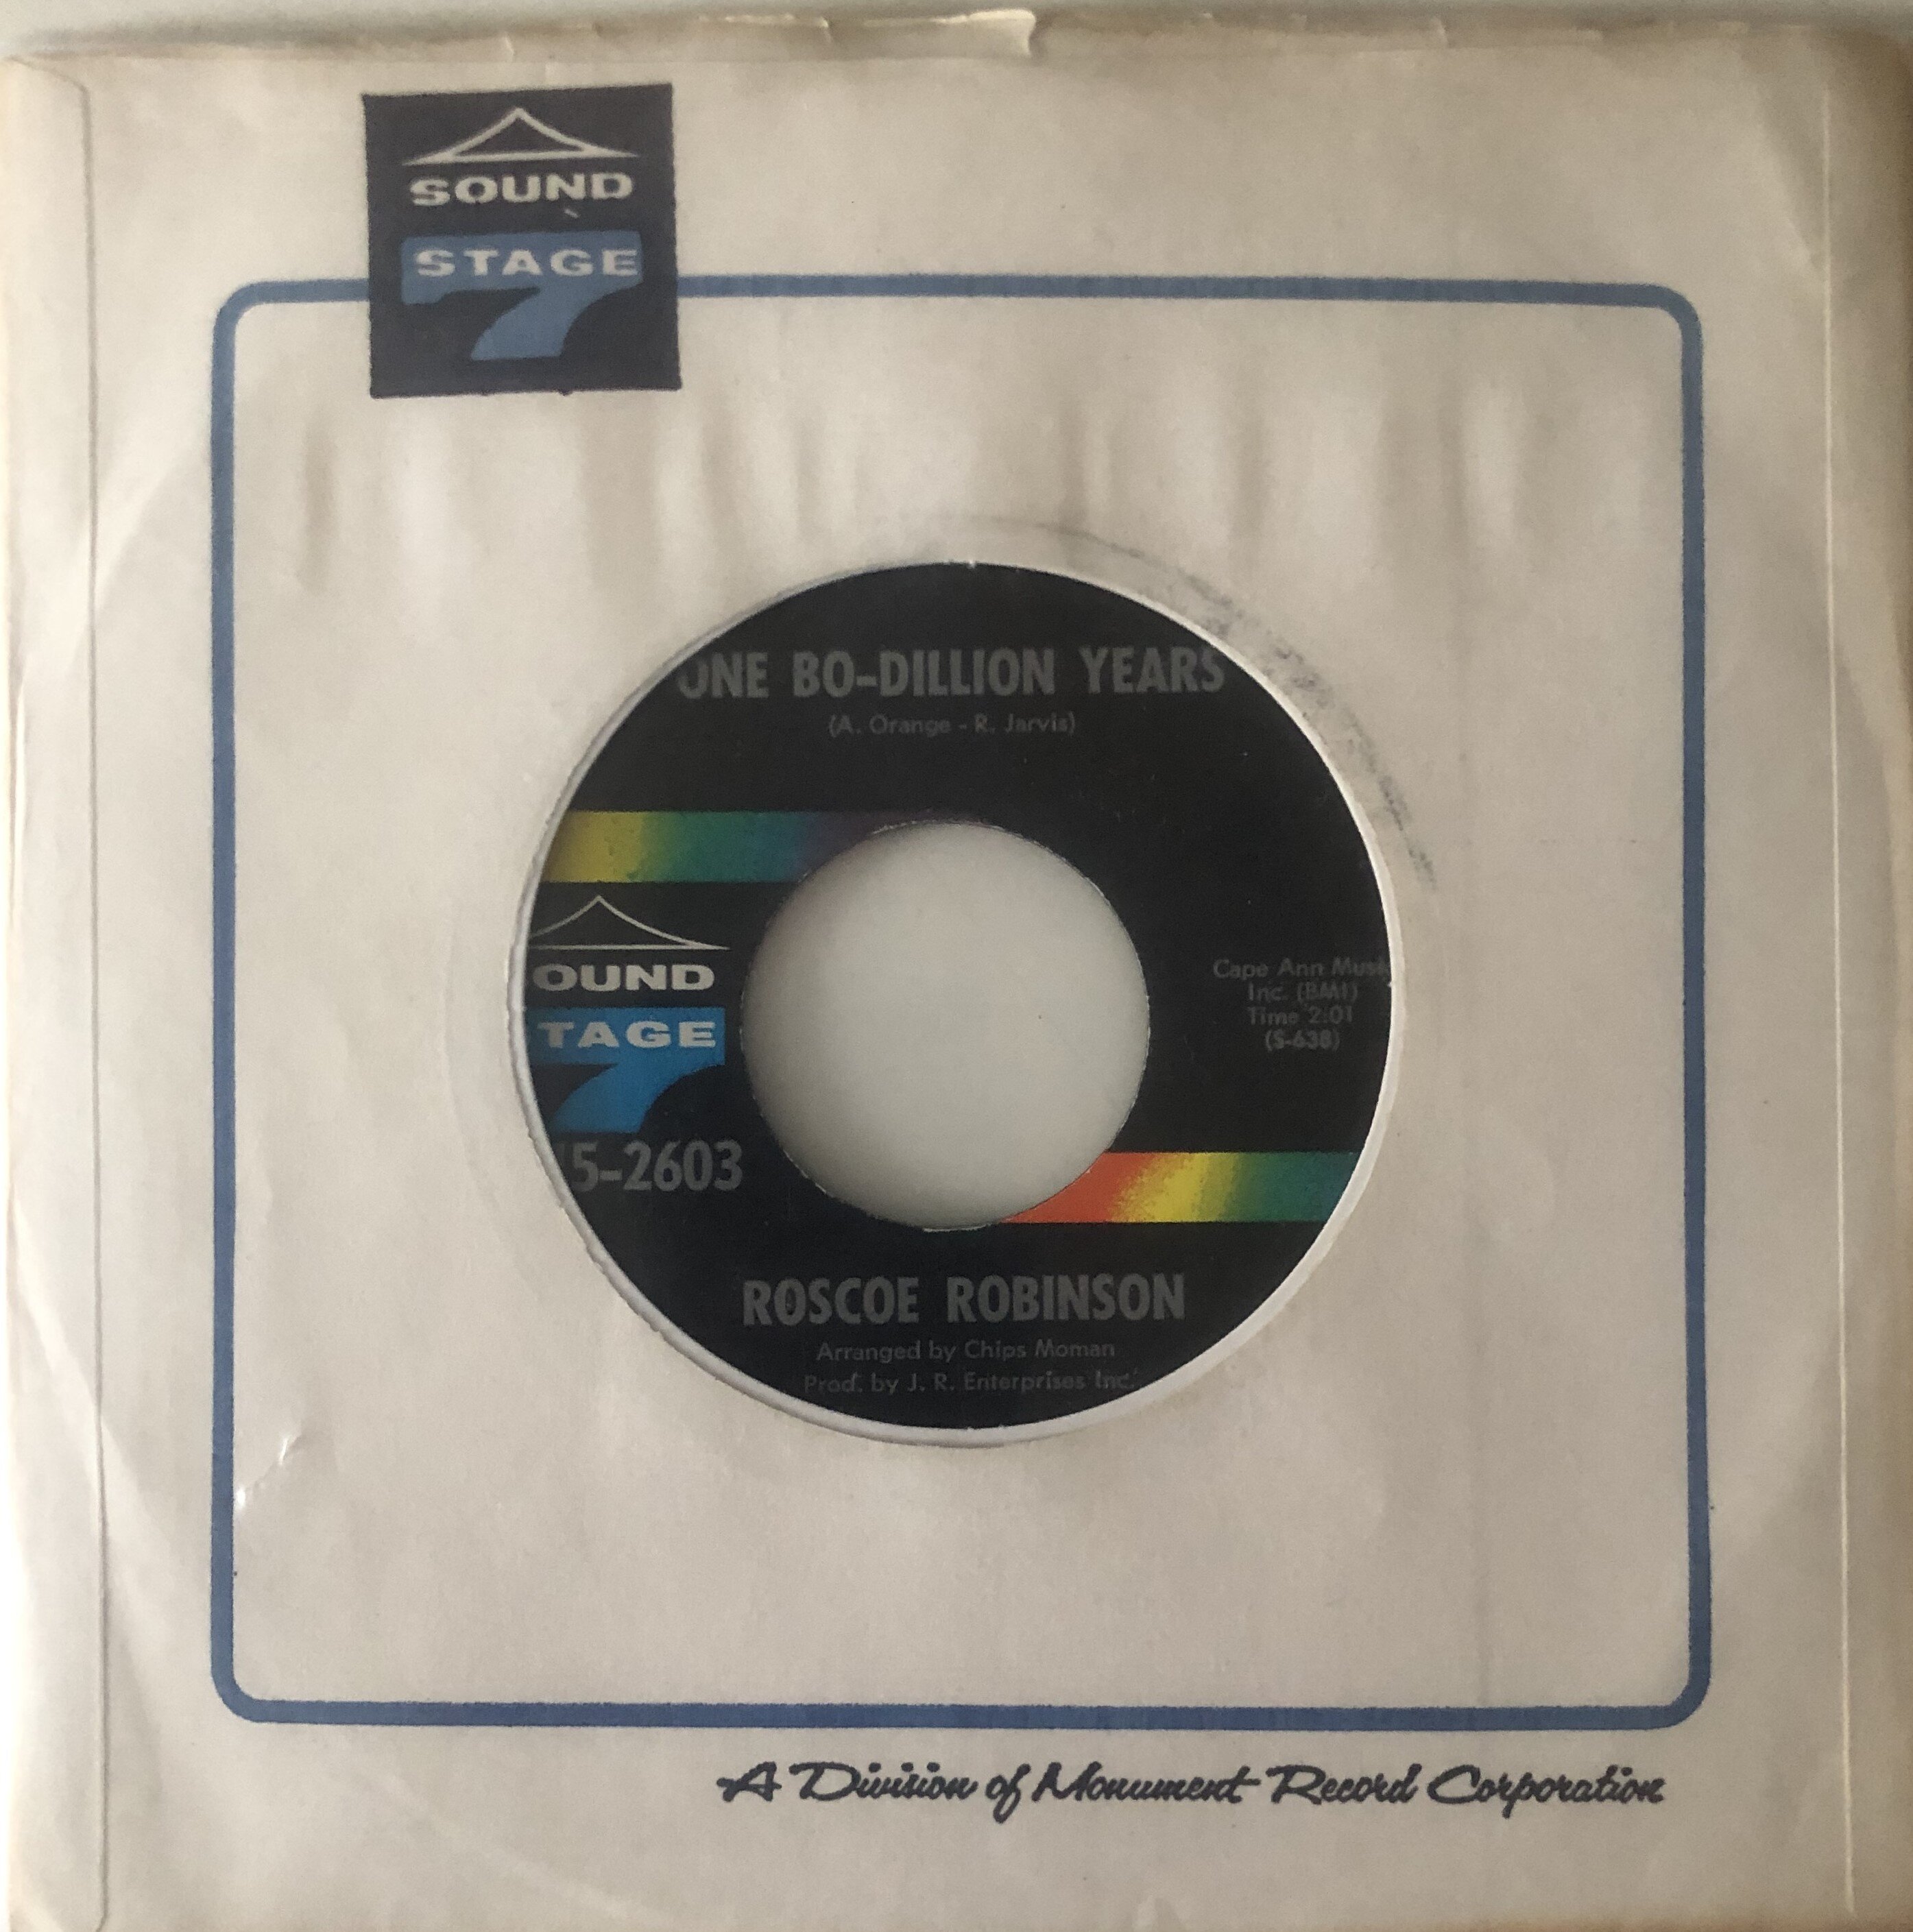 SOUND
STAGE
7
ONE BO-DILLION YEARS
(A. Orange - R. Jarvis)
OUND
TAGE
7
Cape Ann Mus
Inc. (BMI)
Time 2:01
(S-638)
5-2603
ROSCOE ROBINSON
Arranged by Chips Moman
Prod. by J. R. Enterprises Inc.
A Division of Monument Record Corporation